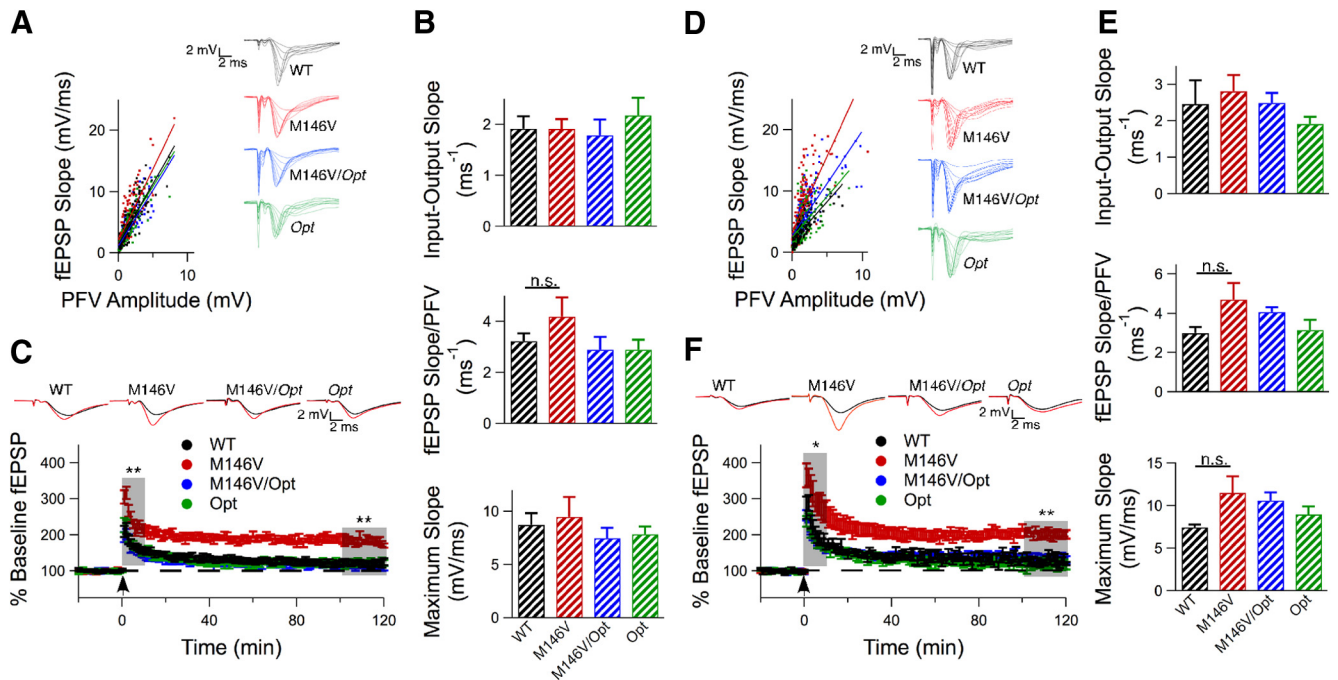 A
2 mV
2 ms
WT
M146V
M146V/Opt
Opt
fEPSP Slope (mV/ms)
20
10
0
0
10
PFV Amplitude (mV)
B
Input-Output Slope
(ms⁻¹)
2
1
0
n.s.
fEPSP Slope/PFV
(ms⁻¹)
4
2
0
Maximum Slope
(mV/ms)
10
5
0
WT
M146V
M146V/Opt
Opt
C
WT
M146V
M146V/Opt
Opt
2 mV
2 ms
WT
M146V
M146V/Opt
Opt
**
**
% Baseline fEPSP
400
300
200
100
0
40
80
120
Time (min)
D
2 mV
2 ms
WT
M146V
M146V/Opt
Opt
fEPSP Slope (mV/ms)
20
10
0
0
10
PFV Amplitude (mV)
E
Input-Output Slope
(ms⁻¹)
3
2
1
0
n.s.
fEPSP Slope/PFV
(ms⁻¹)
6
4
2
0
n.s.
Maximum Slope
(mV/ms)
15
10
5
0
WT
M146V
M146V/Opt
Opt
F
WT
M146V
M146V/Opt
Opt
2 mV
2 ms
WT
M146V
M146V/Opt
Opt
*
**
% Baseline fEPSP
400
300
200
100
0
40
80
120
Time (min)